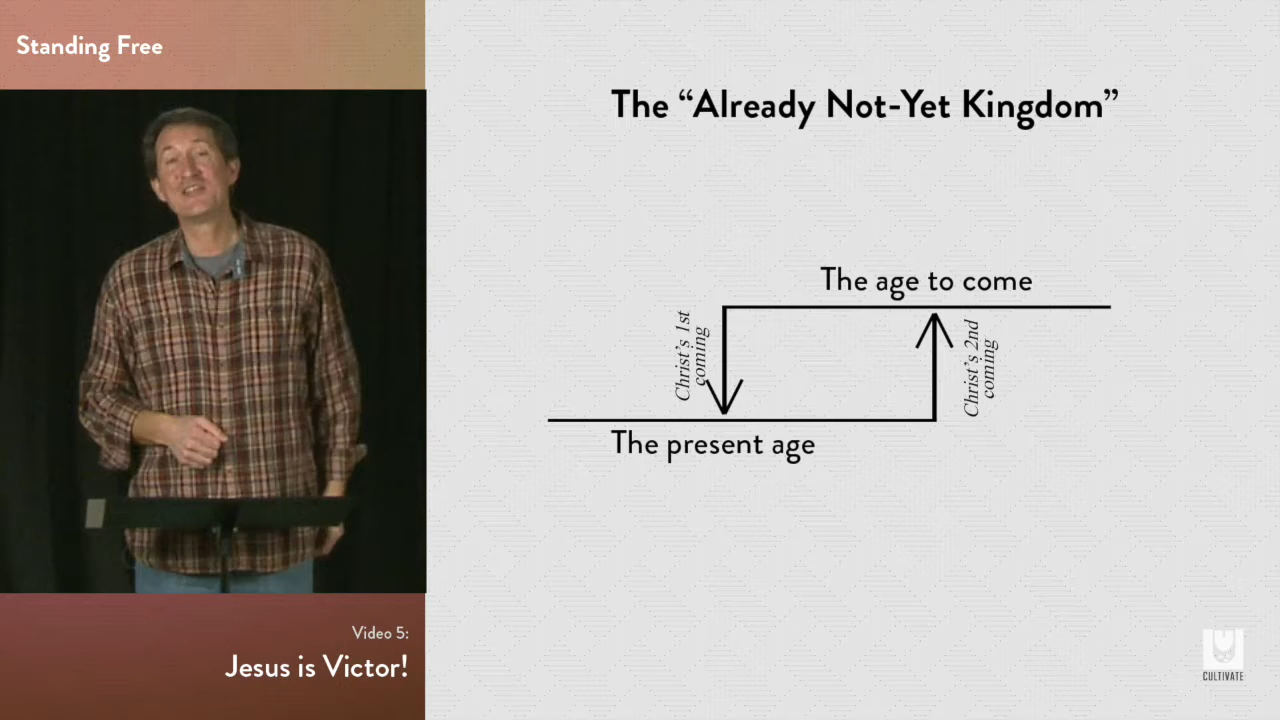 Standing Free
The “Already Not-Yet Kingdom”
The age to come
Christ’s 1st
coming
Christ’s 2nd
coming
The present age
Video 5:
Jesus is Victor!
CULTIVATE